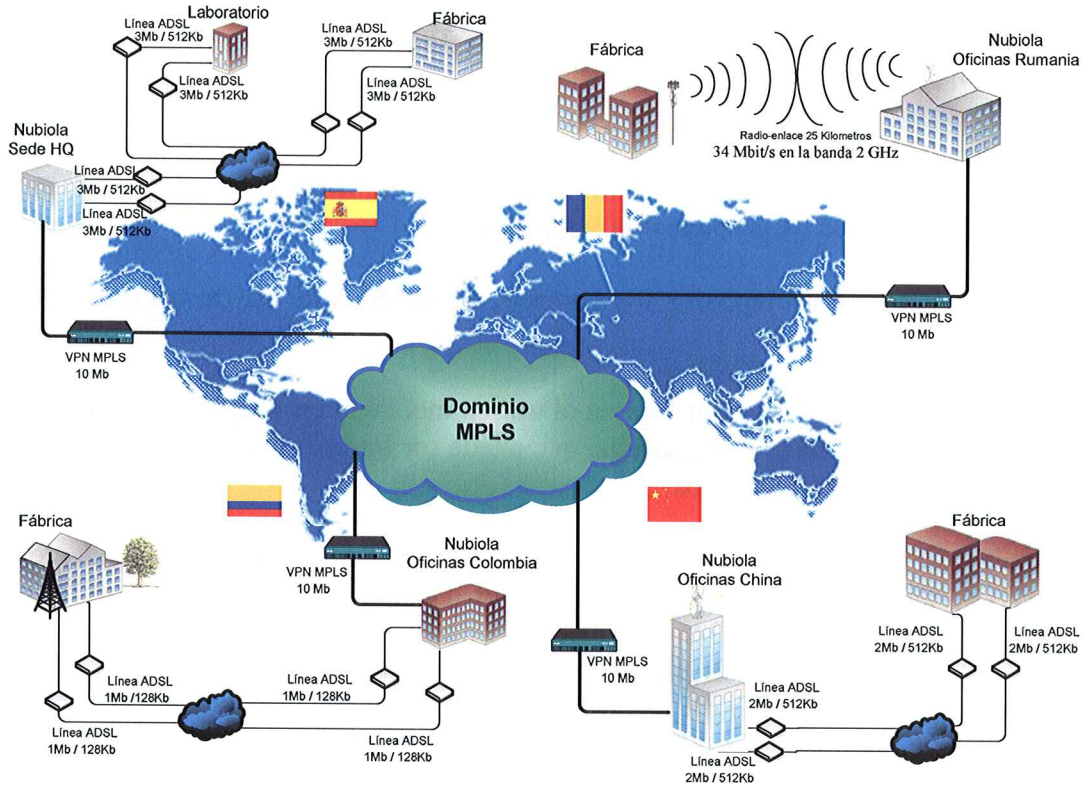 Laboratorio
Línea ADSL
3Mb / 512Kb
Línea ADSL
3Mb / 512Kb
Línea ADSL
3Mb / 512Kb
Fábrica
Línea ADSL
3Mb / 512Kb
Nubiola
Sede HQ
Línea ADSL
3Mb / 512Kb
Línea ADSL
3Mb / 512Kb
Fábrica
Nubiola
Oficinas Rumania
Radio-enlace 25 Kilometros
34 Mbit/s en la banda 2 GHz
VPN MPLS
10 Mb
VPN MPLS
10 Mb
Dominio
MPLS
Fábrica
VPN MPLS
10 Mb
Nubiola
Oficinas Colombia
Línea ADSL
1Mb /128Kb
Línea ADSL
1Mb / 128Kb
Línea ADSL
1Mb / 128Kb
Línea ADSL
1Mb / 128Kb
Nubiola
Oficinas China
VPN MPLS
10 Mb
Fábrica
Línea ADSL
2Mb / 512Kb
Línea ADSL
2Mb / 512Kb
Línea ADSL
2Mb / 512Kb
Línea ADSL
2Mb / 512Kb